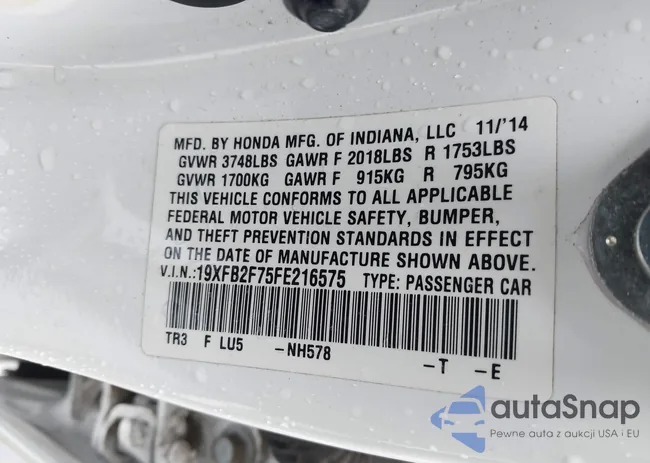 MFD. BY HONDA MFG. OF INDIANA, LLC 11/'14
GVWR 3748LBS GAWR F 2018LBS R 1753LBS
GVWR 1700KG GAWR F 915KG R 795KG
THIS VEHICLE CONFORMS TO ALL APPLICABLE
FEDERAL MOTOR VEHICLE SAFETY, BUMPER,
AND THEFT PREVENTION STANDARDS IN EFFECT
ON THE DATE OF MANUFACTURE SHOWN ABOVE.
V.I.N.:19XFB2F75FE216575 TYPE: PASSENGER CAR
TR3 F LU5 -NH578 -T -E
autaSnap
Pewne auta z aukcji USA i EU